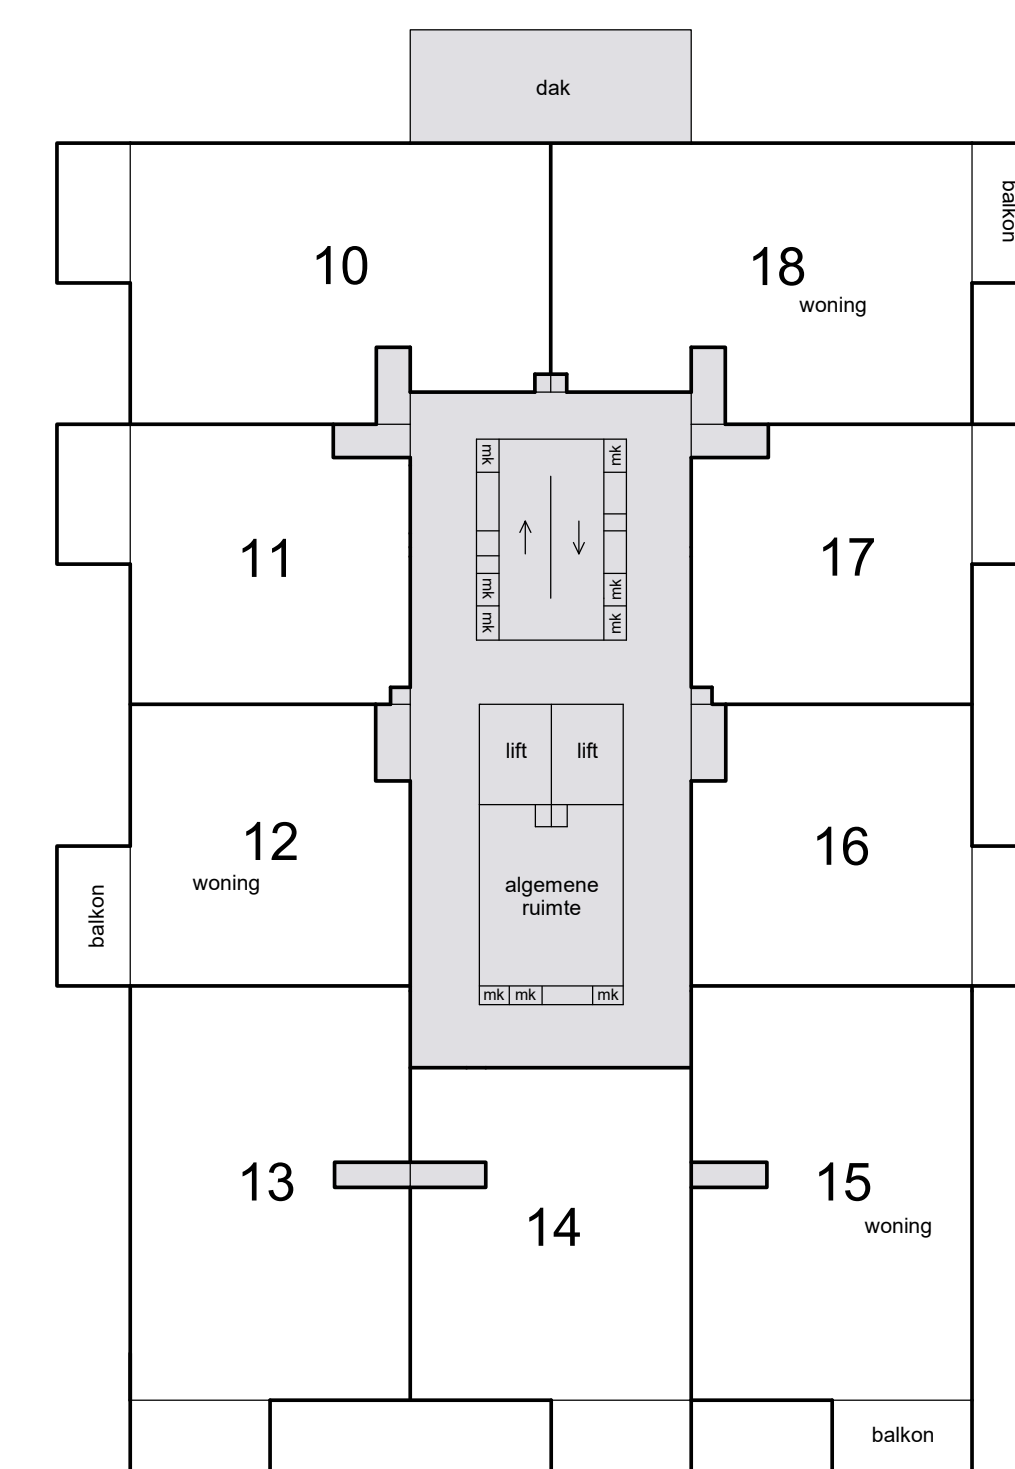 dak
balkon
10
18
woning
mk
mk
11
17
mk
mk
mk
mk
lift
lift
12
woning
16
algemene
ruimte
balkon
mk
mk
mk
13
15
14
woning
balkon